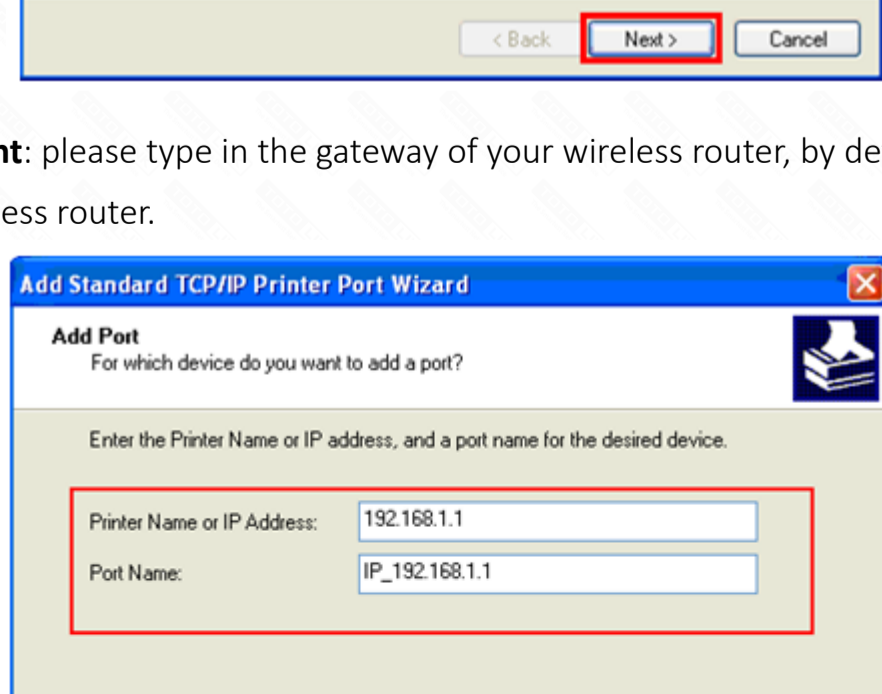 < Back Next > Cancel
nt: please type in the gateway of your wireless router, by de
less router.
Add Standard TCP/IP Printer Port Wizard
Add Port
For which device do you want to add a port?
Enter the Printer Name or IP address, and a port name for the desired device.
Printer Name or IP Address: 192.168.1.1
Port Name: IP_192.168.1.1